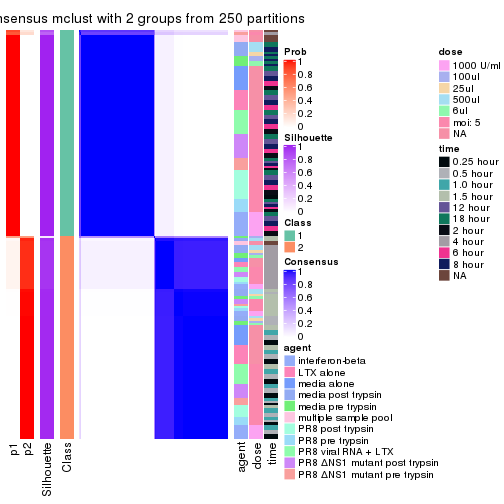 nsensus mclust with 2 groups from 250 partitions
Prob
1
0.8
0.6
0.4
0.2
0
Silhouette
1
0.8
0.6
0.4
0.2
0
Class
1
2
Consensus
1
0.8
0.6
0.4
0.2
0
agent
interferon-beta
LTX alone
media alone
media post trypsin
media pre trypsin
multiple sample pool
PR8 post trypsin
PR8 pre trypsin
PR8 viral RNA + LTX
PR8 ΔNS1 mutant post trypsin
PR8 ΔNS1 mutant pre trypsin
dose
1000 U/ml
100ul
25ul
500ul
6ul
moi: 5
NA
time
0.25 hour
0.5 hour
1.0 hour
1.5 hour
12 hour
18 hour
2 hour
4 hour
6 hour
8 hour
NA
p1
p2
Silhouette
Class
agent
dose
time